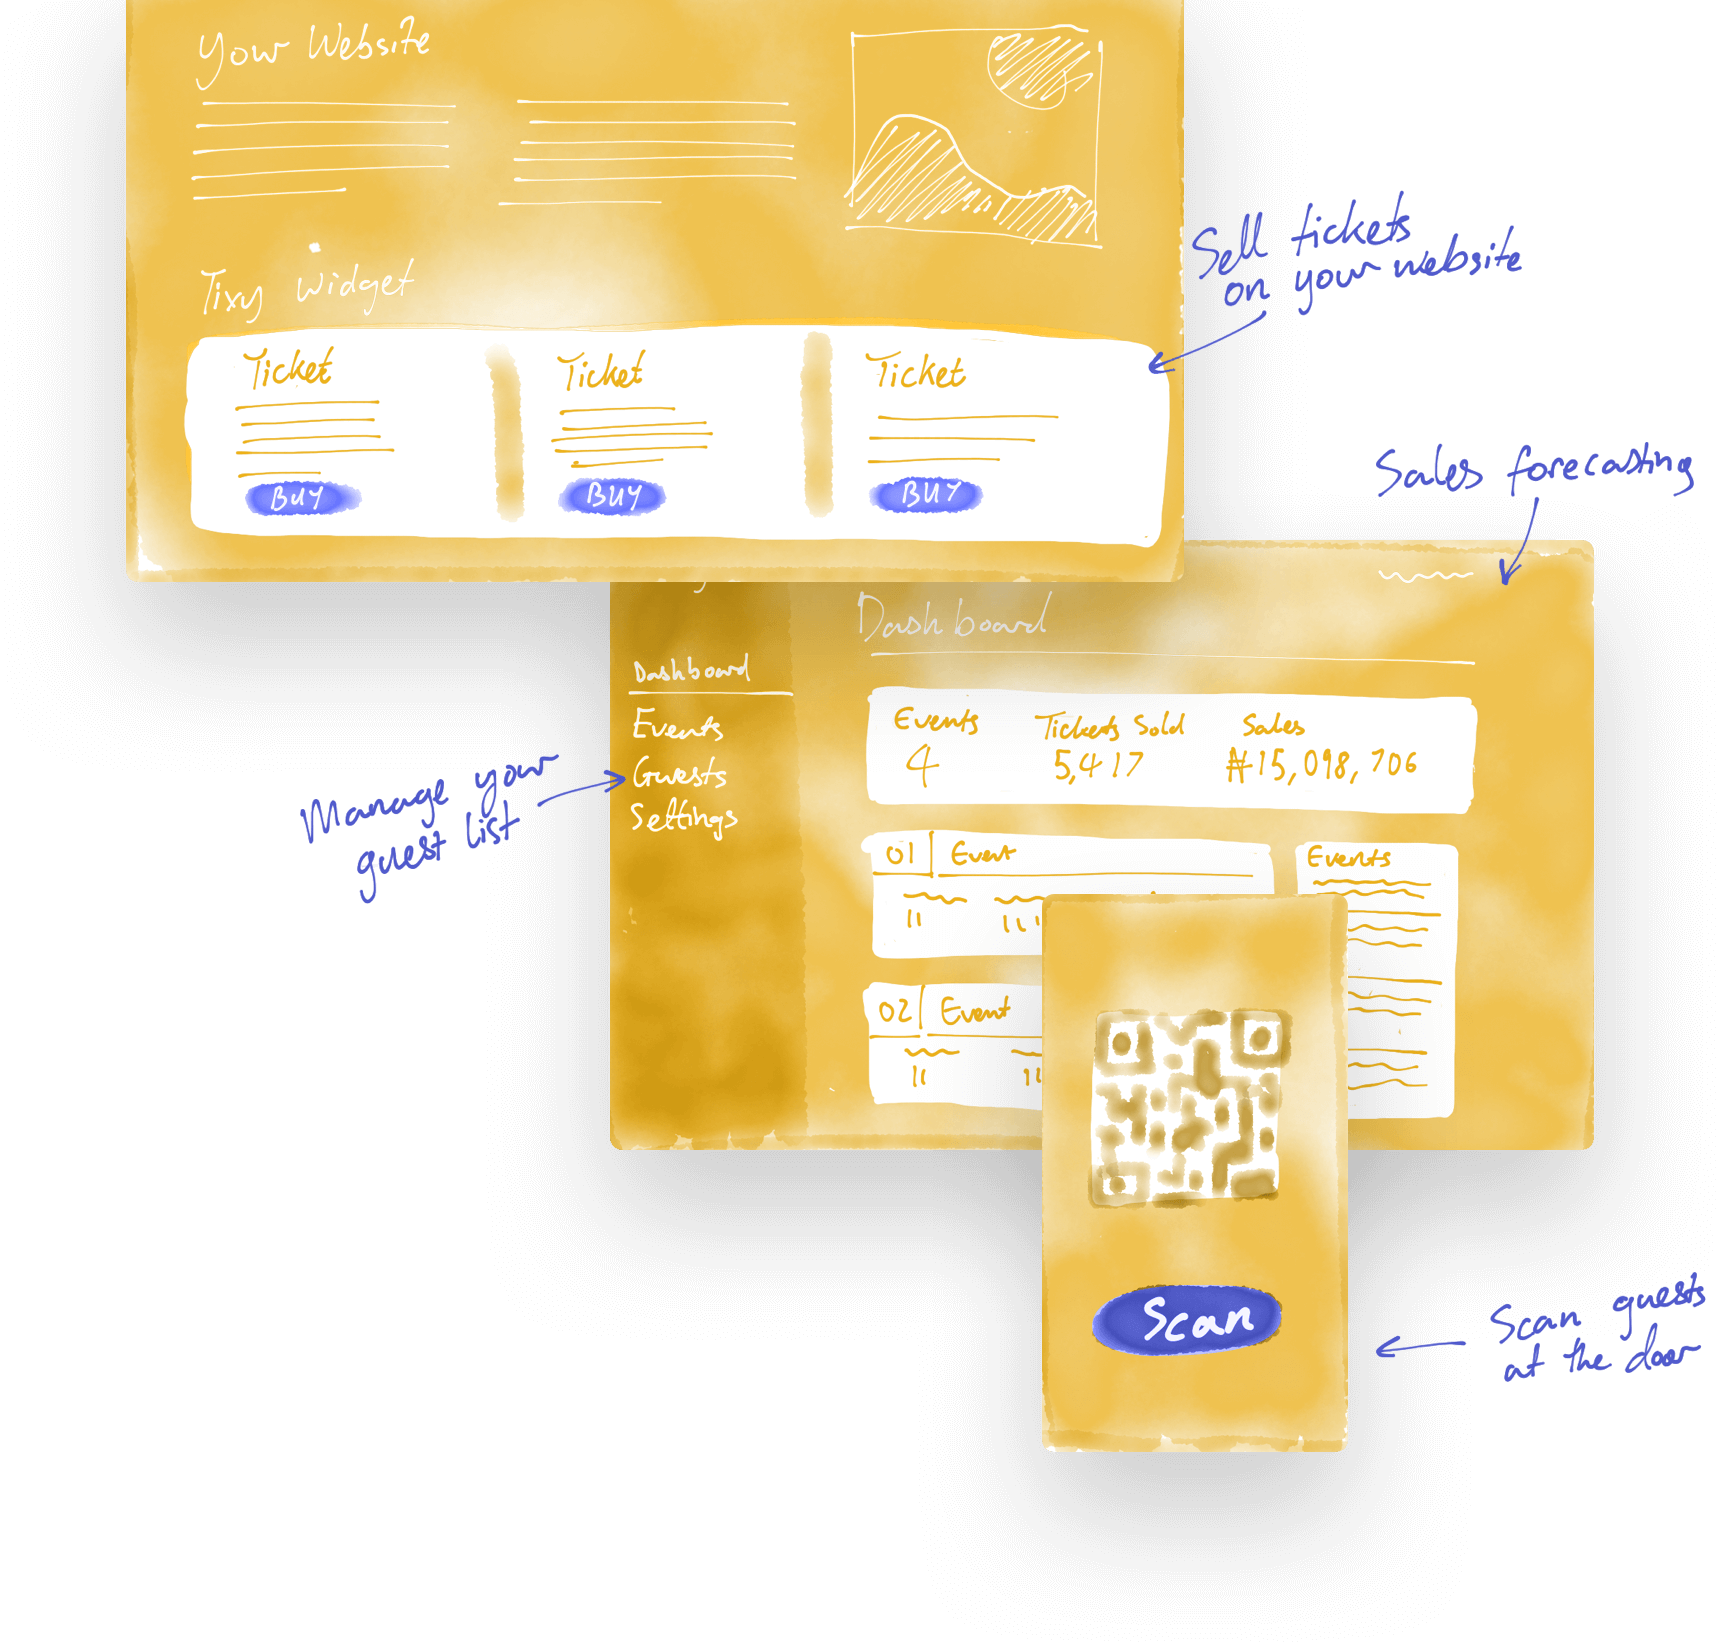 Your Website
Tixy Widget
Ticket
BUY
Ticket
BUY
Ticket
BUY
Sell tickets
on your website
Sales forecasting
Dashboard
Dashboard
Events
Guests
Settings
Manage your
guest list
Events
4
Tickets Sold
5,417
Sales
₦15,098,706
01 Event
02 Event
Events
Scan
Scan guests
at the door